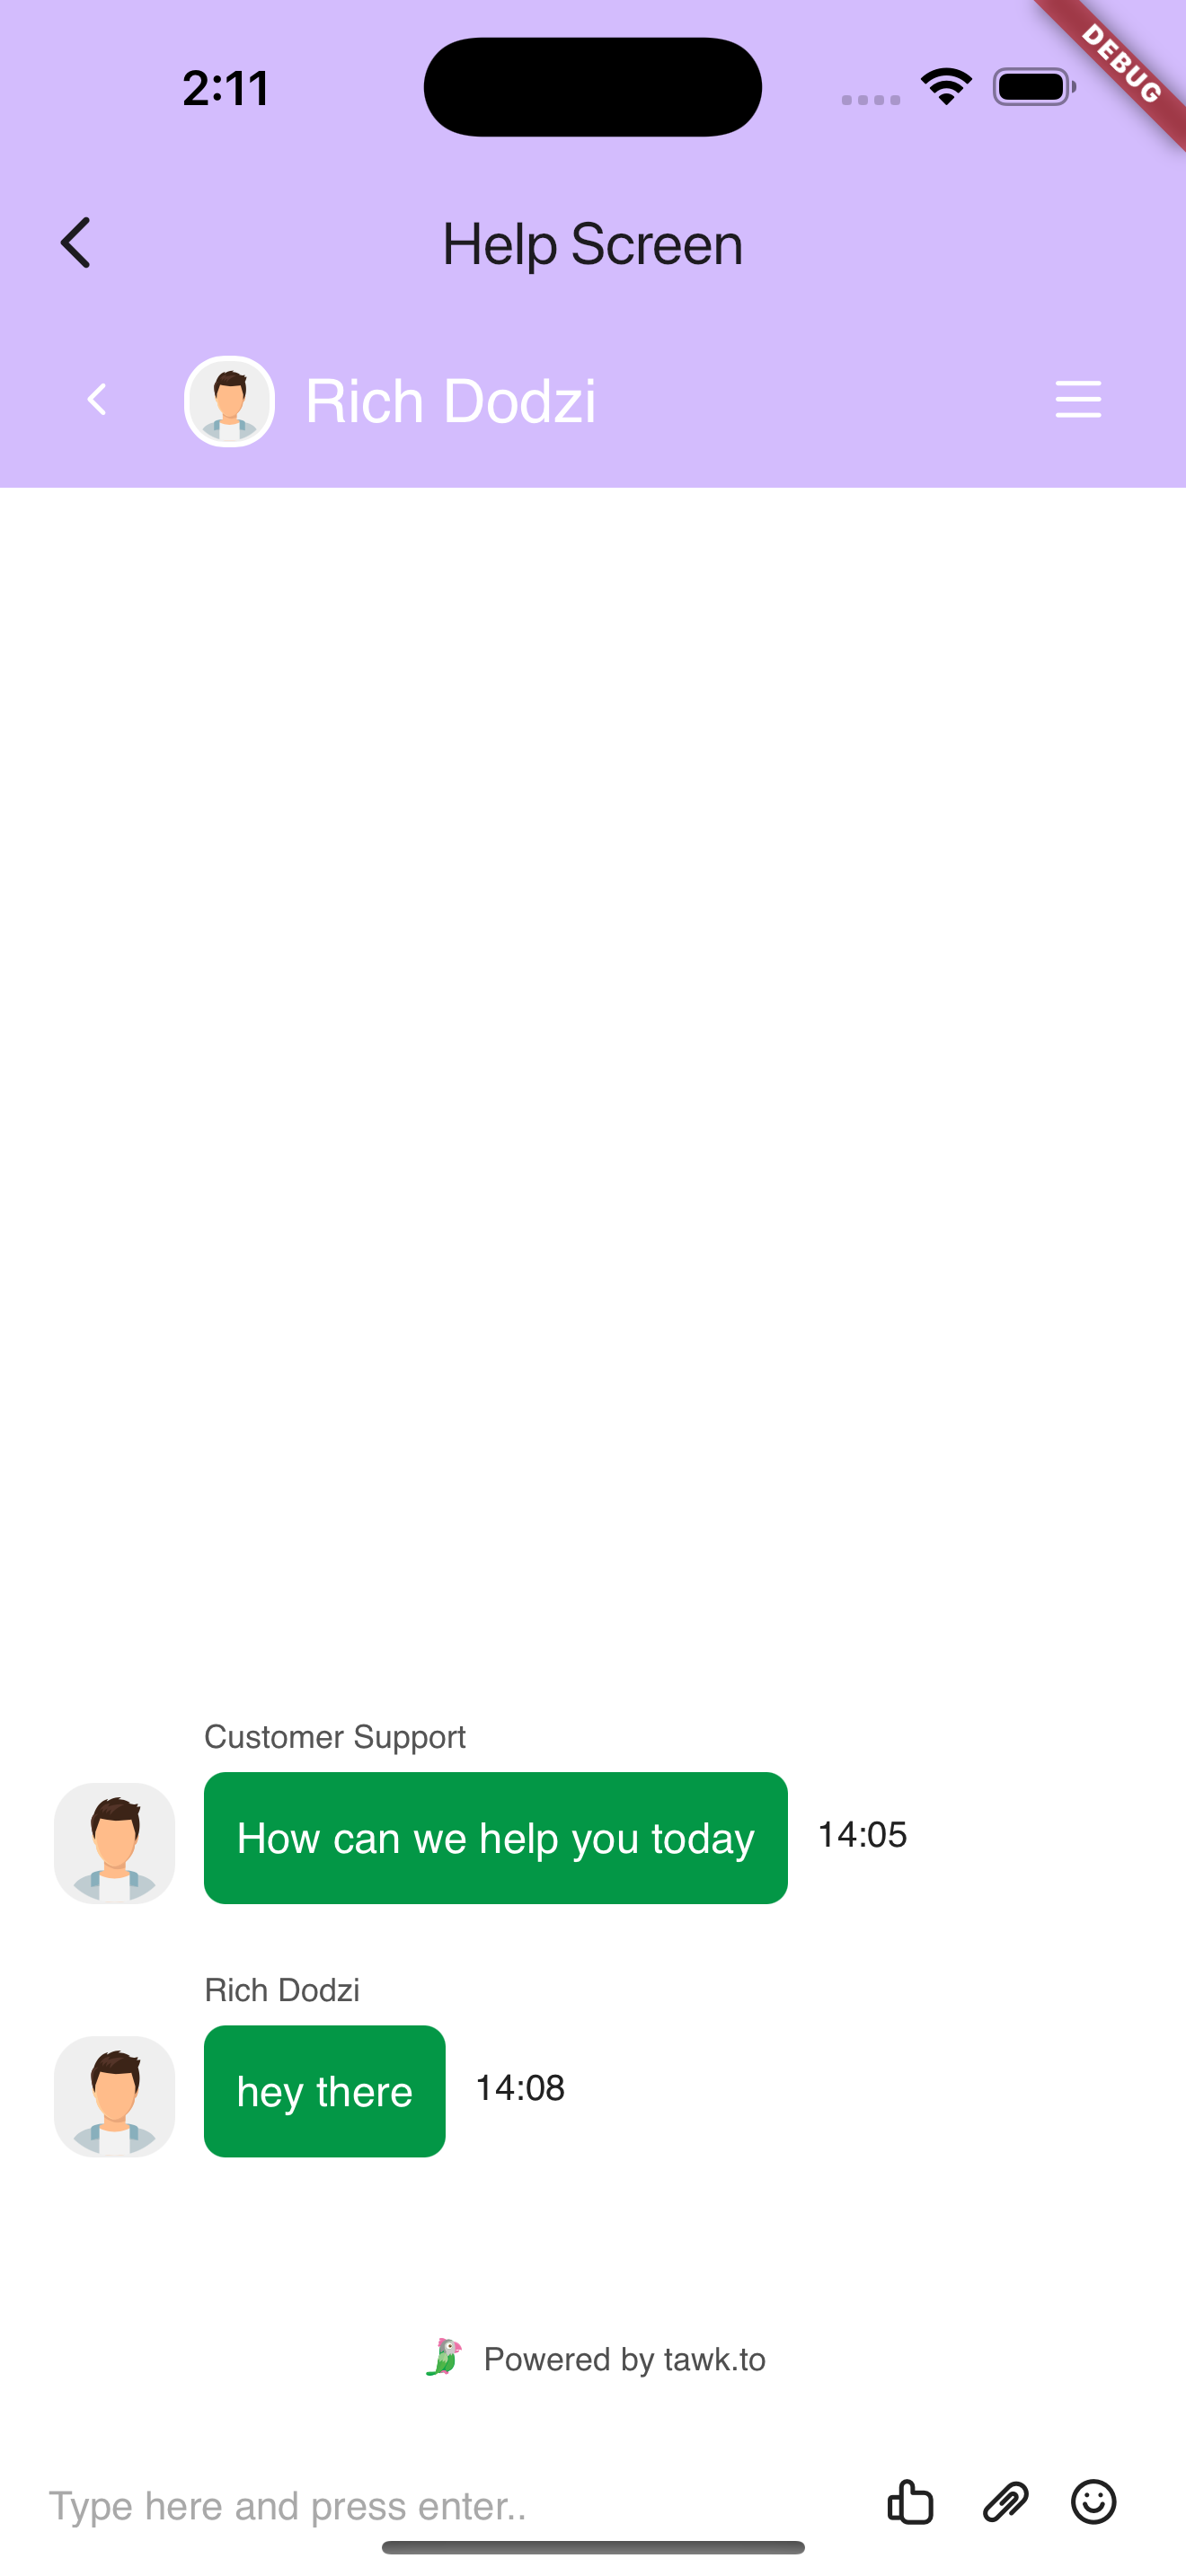 2:11
DEBUG
Help Screen
Rich Dodzi
Customer Support
How can we help you today
14:05
Rich Dodzi
hey there
14:08
Powered by tawk.to
Type here and press enter..